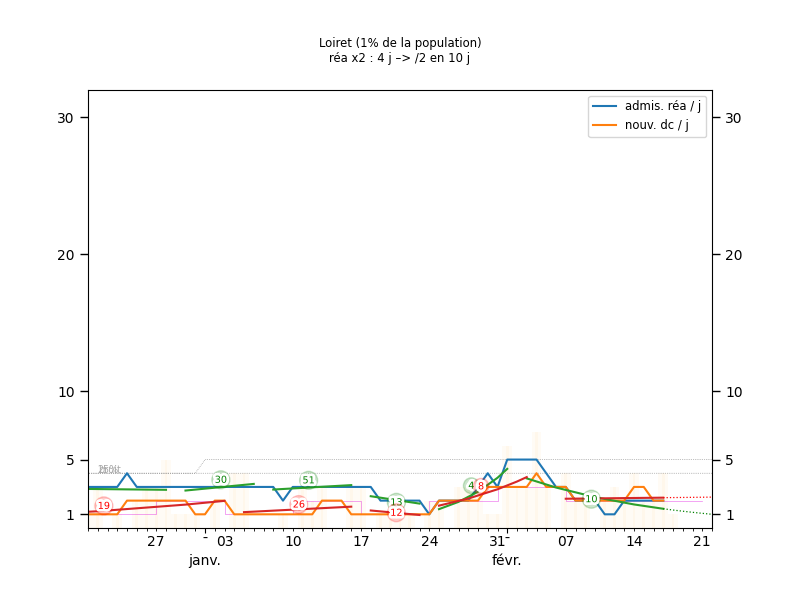 Loiret (1% de la population)
réa x2 : 4 j –> /2 en 10 j
admis. réa / j
nouv. dc / j
30 30
20 20
10 10
5 5
1 1
19 30 26 51 13 12 4 8 10
27 - 03 10 17 24 31- 07 14 21
janv. févr.